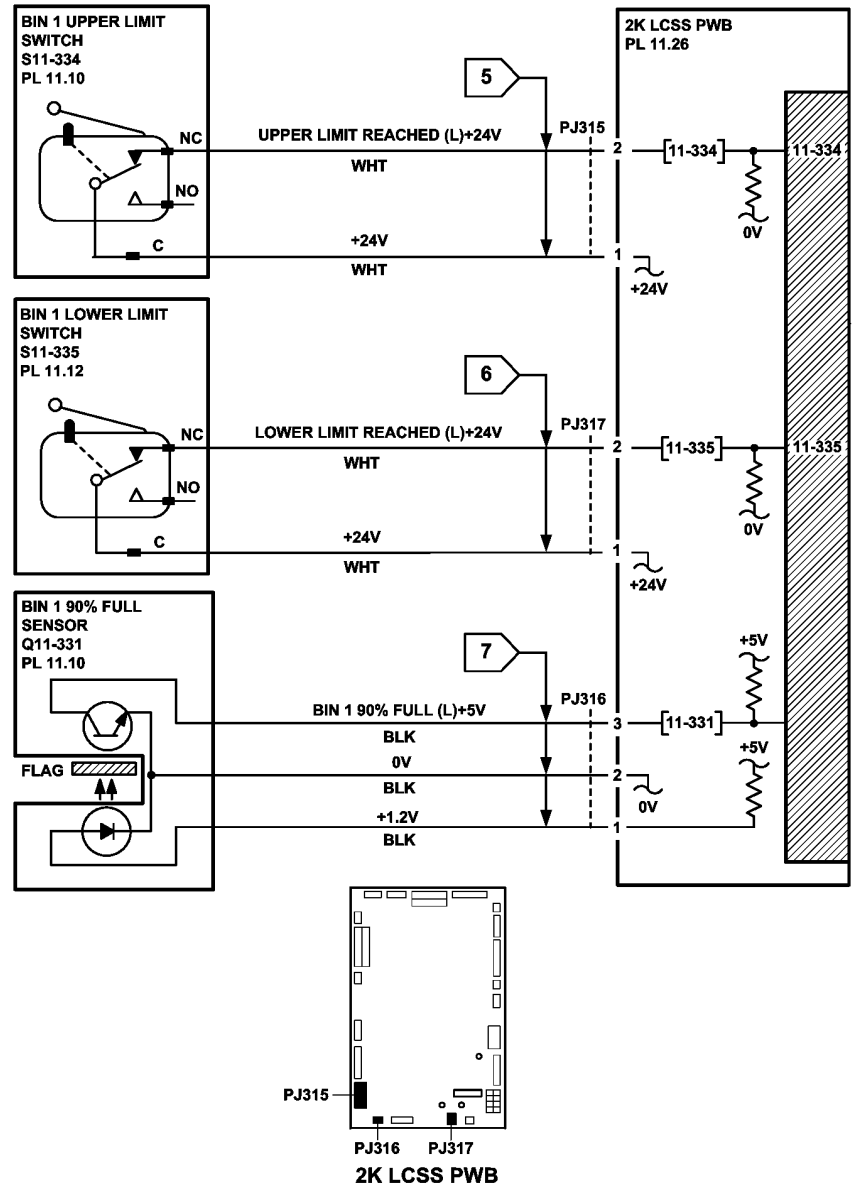 BIN 1 UPPER LIMIT
SWITCH
S11-334
PL 11.10
NC
NO
C
UPPER LIMIT REACHED (L)+24V
WHT
+24V
WHT
5
PJ315
2
1
2K LCSS PWB
PL 11.26
11-334
11-334
0V
+24V
BIN 1 LOWER LIMIT
SWITCH
S11-335
PL 11.12
NC
NO
C
LOWER LIMIT REACHED (L)+24V
WHT
+24V
WHT
6
PJ317
2
1
11-335
11-335
0V
+24V
BIN 1 90% FULL
SENSOR
Q11-331
PL 11.10
FLAG
BIN 1 90% FULL (L)+5V
BLK
0V
BLK
+1.2V
BLK
7
PJ316
3
2
1
11-331
+5V
+5V
0V
PJ315
PJ316
PJ317
2K LCSS PWB